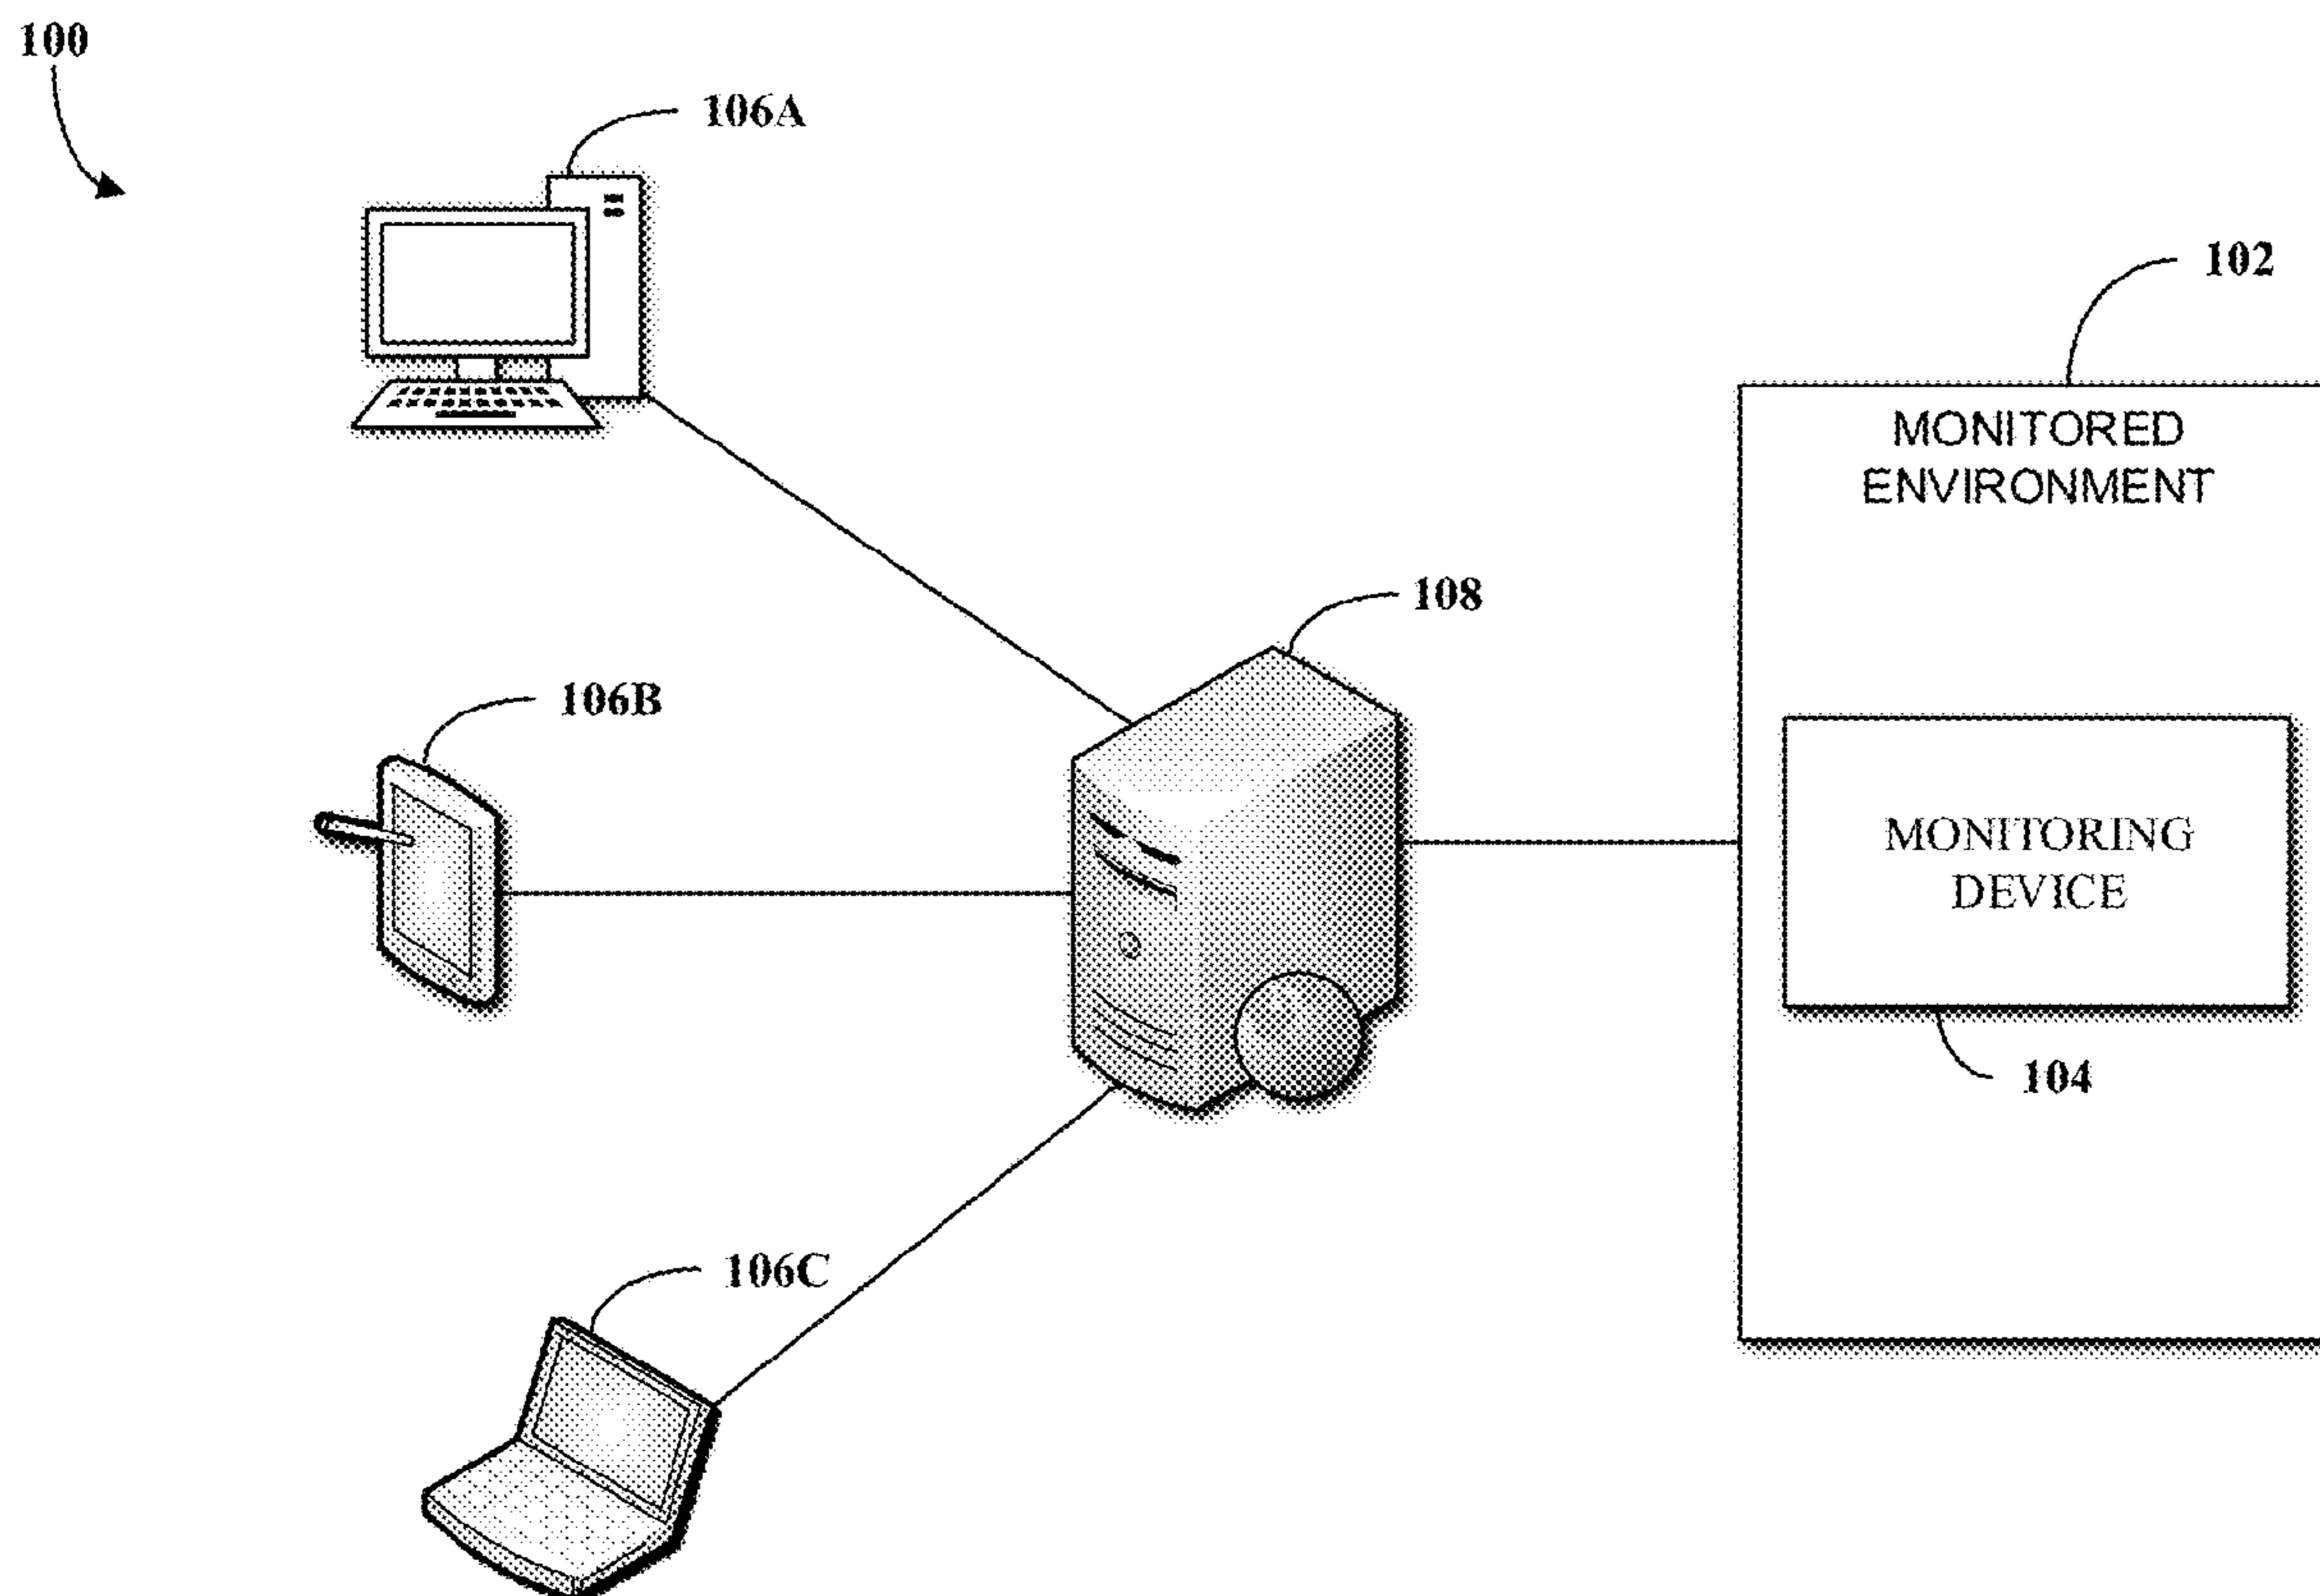 100
106A
102
MONITORED
ENVIRONMENT
108
106B
MONITORING
DEVICE
104
106C